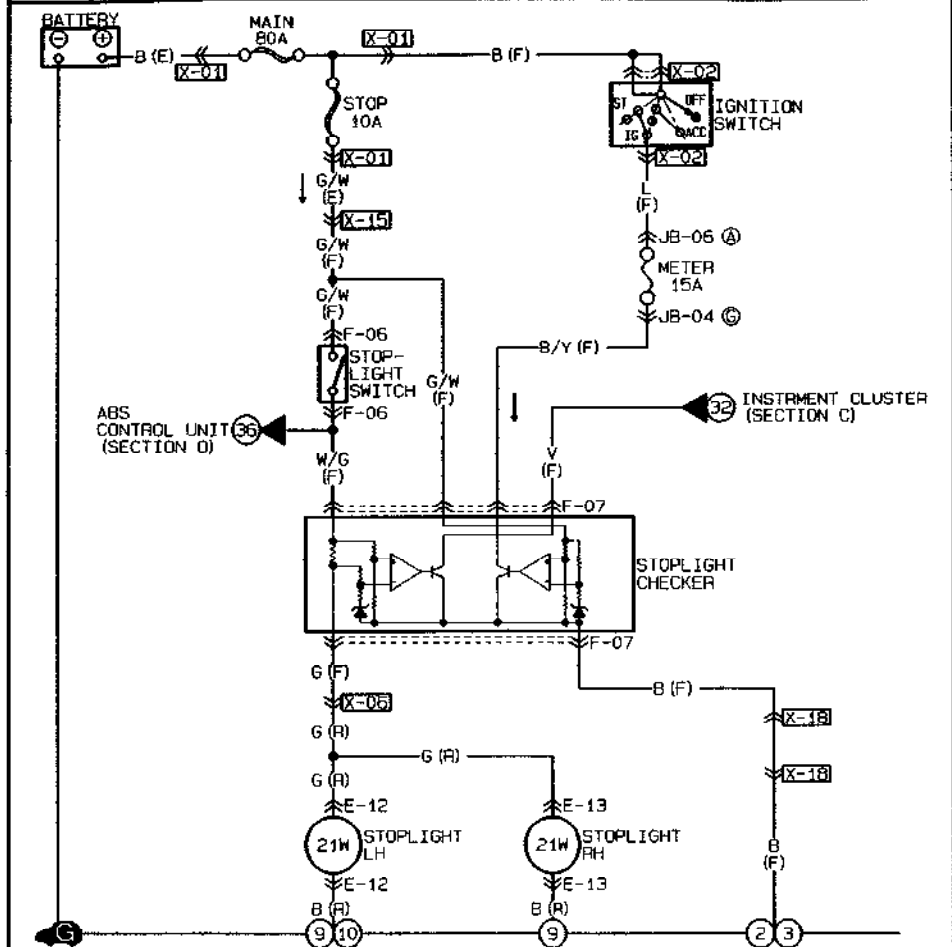 BATTERY
⊖ ⊕
MAIN
80A
B (E)
X-01
X-01
B (F)
X-02
STOP
10A
ST
OFF
IG
ACC
IGNITION
SWITCH
X-01
X-02
G/W
(E)
L
(F)
X-15
G/W
(F)
JB-06 Ⓐ
METER
15A
G/W
(F)
JB-04 Ⓖ
F-06
B/Y (F)
STOP-
LIGHT
SWITCH
G/W
(F)
F-06
ABS
CONTROL UNIT
(SECTION O)
36
32
INSTRMENT CLUSTER
(SECTION C)
W/G
(F)
V
(F)
F-07
STOPLIGHT
CHECKER
F-07
G (F)
B (F)
X-06
X-18
G (R)
G (R)
G (R)
X-18
E-12
E-13
21W
STOPLIGHT
LH
21W
STOPLIGHT
RH
B
(F)
E-12
E-13
B (R)
B (R)
G
9
10
9
2
3